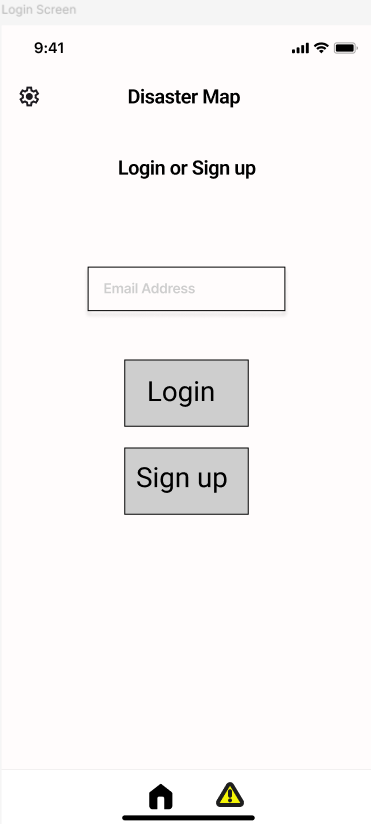 Login Screen
9:41
Disaster Map
Login or Sign up
Email Address
Login
Sign up